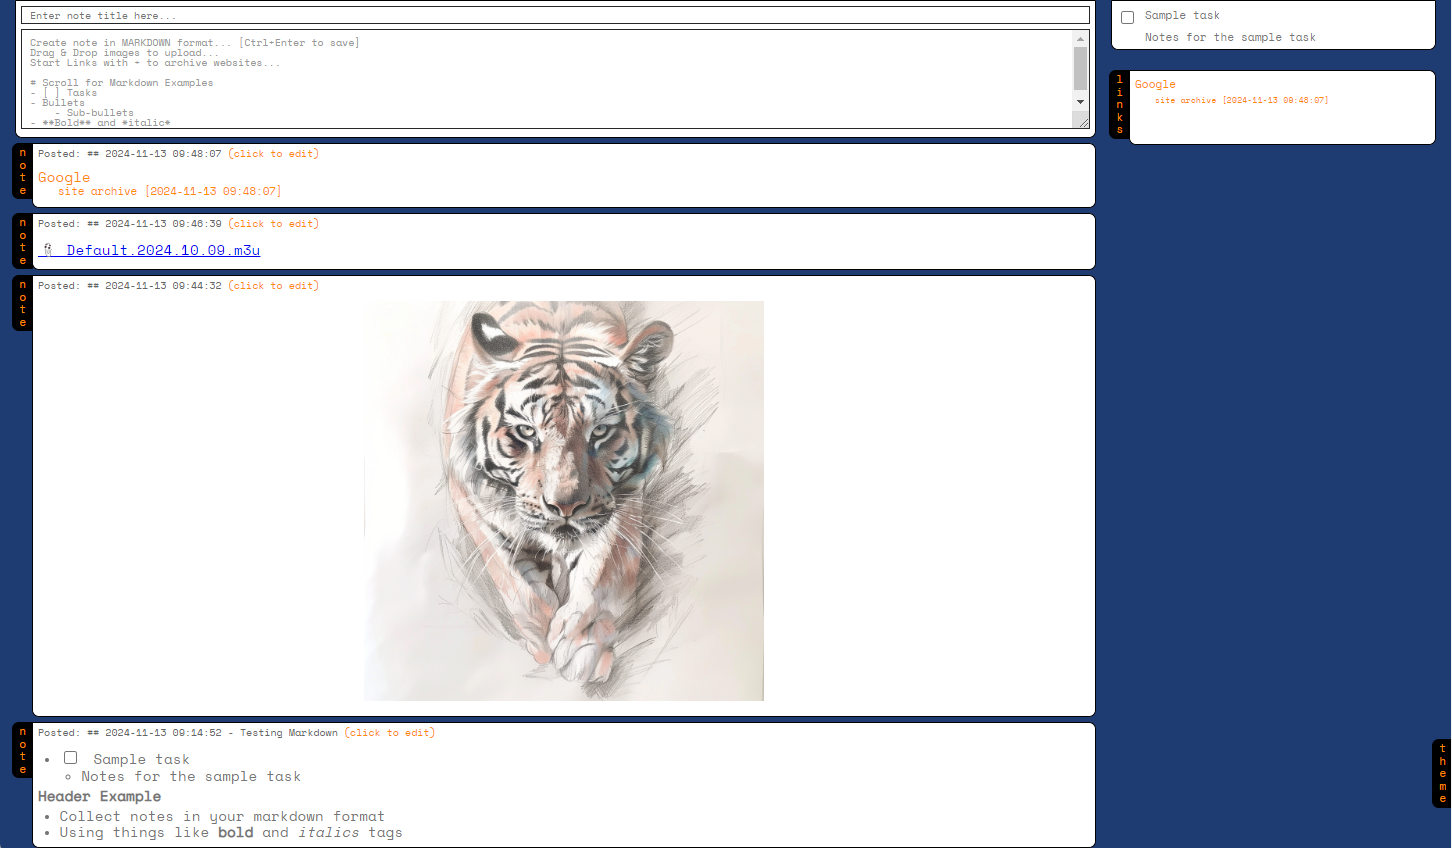 Enter note title here...
Create note in MARKDOWN format... [Ctrl+Enter to save]
Drag & Drop images to upload...
Start Links with + to archive websites...
# Scroll for Markdown Examples
- [ ] Tasks
- Bullets
- Sub-bullets
- **Bold** and *italic*
note
Posted: ## 2024-11-13 09:48:07 (click to edit)
Google
site archive [2024-11-13 09:48:07]
note
Posted: ## 2024-11-13 09:46:39 (click to edit)
Default.2024.10.09.m3u
note
Posted: ## 2024-11-13 09:44:32 (click to edit)
note
Posted: ## 2024-11-13 09:14:52 - Testing Markdown (click to edit)
Sample task
Notes for the sample task
Header Example
Collect notes in your markdown format
Using things like bold and italics tags
Sample task
Notes for the sample task
links
Google
site archive [2024-11-13 09:48:07]
theme